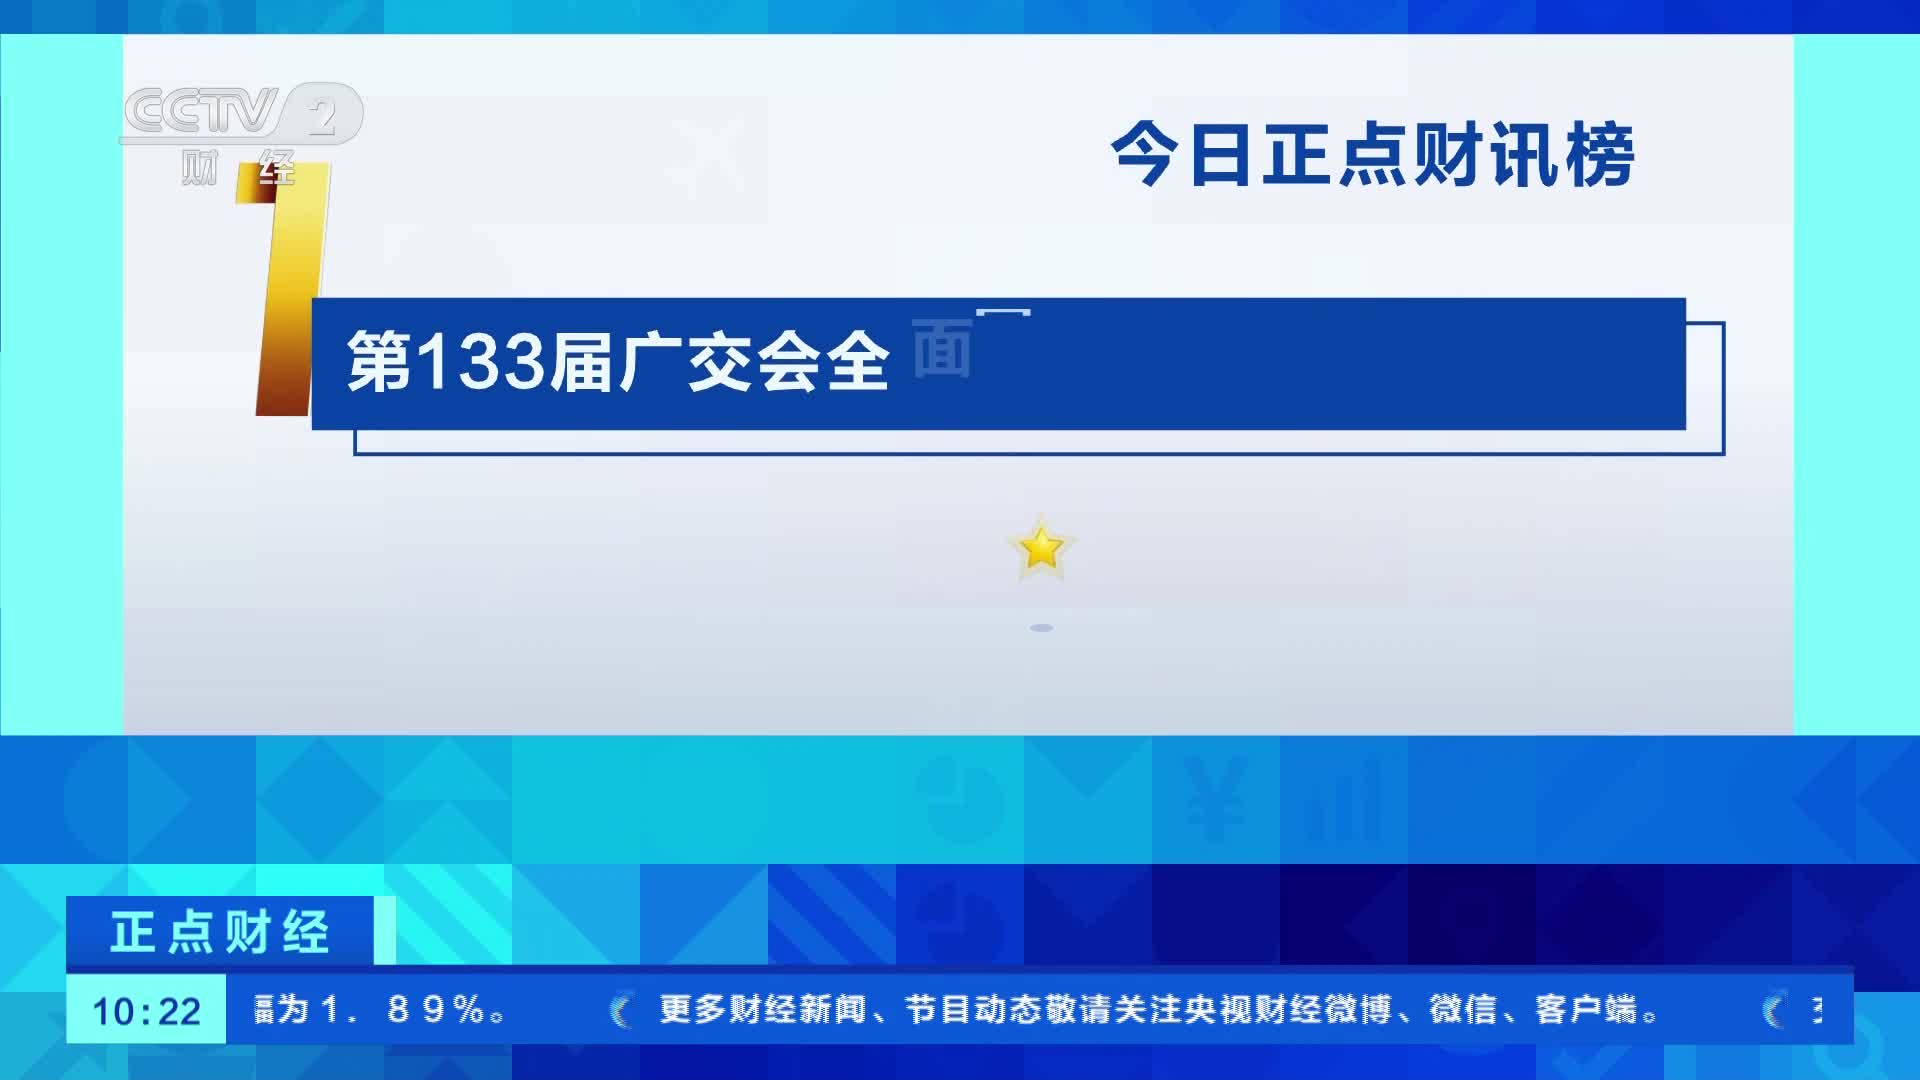 CCTV 2
财 经
今日正点财讯榜
1
第133届广交会全面
正点财经
10:22
幅为1.89%。 更多财经新闻、节目动态敬请关注央视财经微博、微信、客户端。